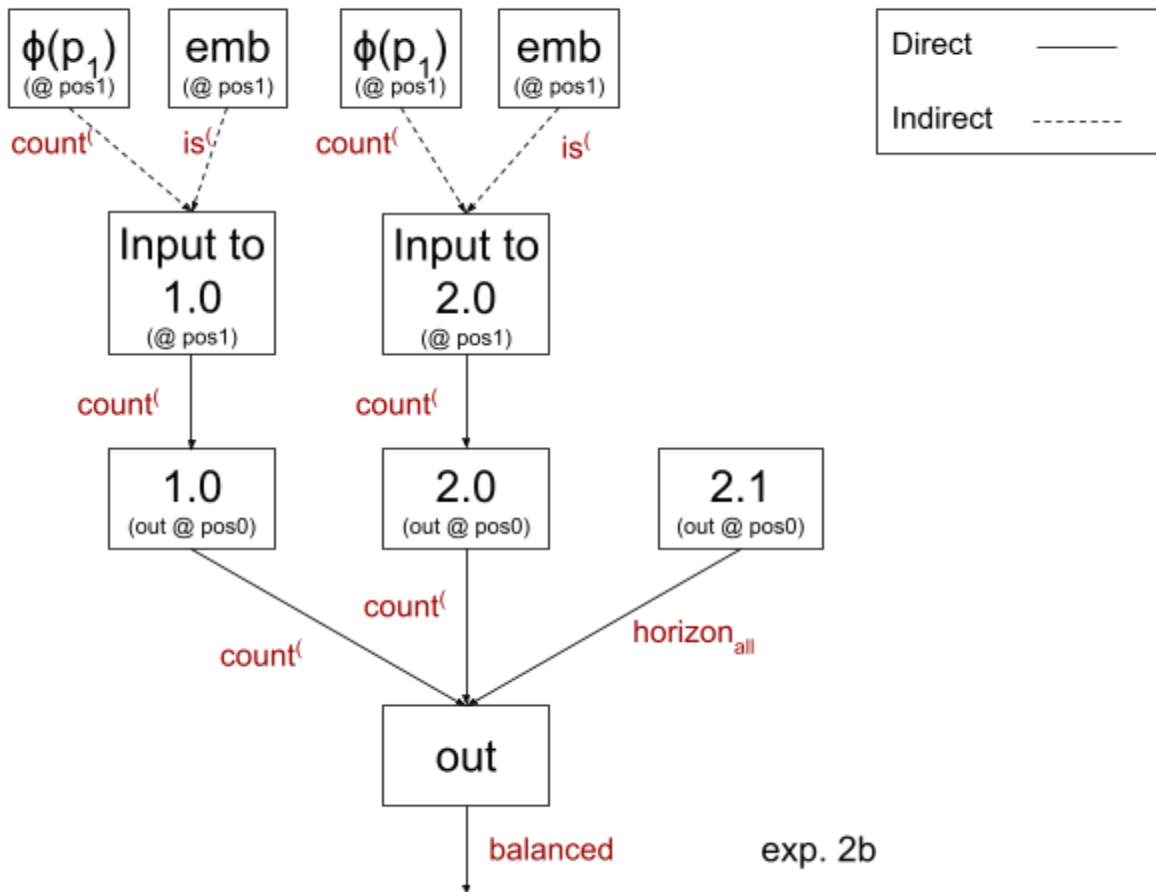 ϕ(p₁)
(@ pos1)
emb
(@ pos1)
ϕ(p₁)
(@ pos1)
emb
(@ pos1)
Direct
Indirect
count⁽
is⁽
count⁽
is⁽
Input to
1.0
(@ pos1)
Input to
2.0
(@ pos1)
count⁽
count⁽
1.0
(out @ pos0)
2.0
(out @ pos0)
2.1
(out @ pos0)
count⁽
count⁽
horizon_all
out
balanced
exp. 2b